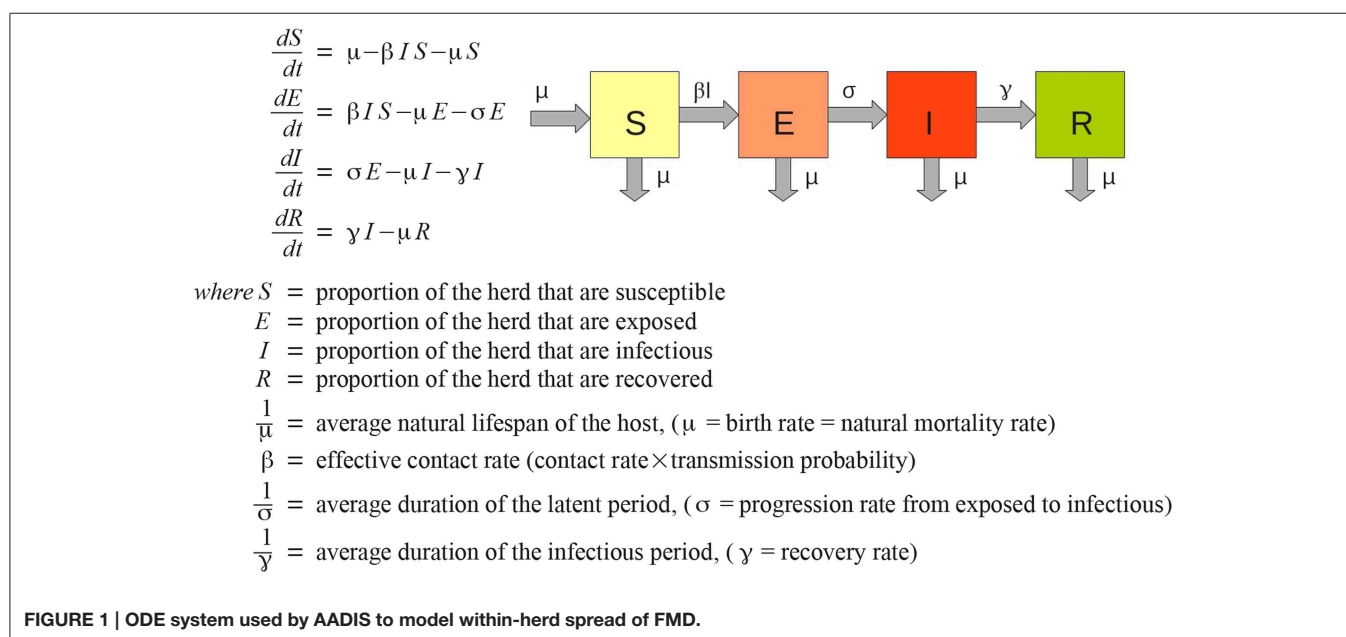 dS/dt = μ−βIS−μS
dE/dt = βIS−μE−σE
dI/dt = σE−μI−γI
dR/dt = γI−μR
μ S βI E σ I γ R
μ μ μ μ
where S = proportion of the herd that are susceptible
E = proportion of the herd that are exposed
I = proportion of the herd that are infectious
R = proportion of the herd that are recovered
1/μ = average natural lifespan of the host, (μ = birth rate = natural mortality rate)
β = effective contact rate (contact rate×transmission probability)
1/σ = average duration of the latent period, (σ = progression rate from exposed to infectious)
1/γ = average duration of the infectious period, (γ = recovery rate)
FIGURE 1 | ODE system used by AADIS to model within-herd spread of FMD.